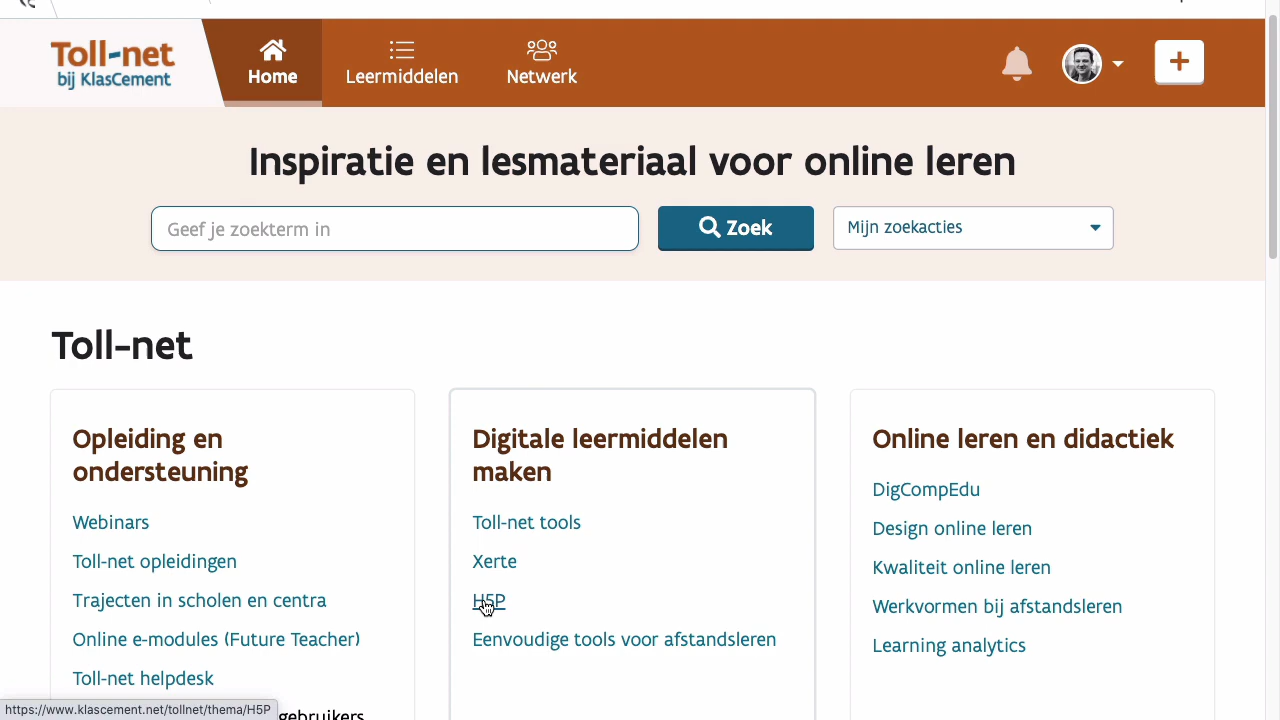 Toll-net
bij KlasCement
Home
Leermiddelen
Netwerk
Inspiratie en lesmateriaal voor online leren
Geef je zoekterm in
Zoek
Mijn zoekacties
Toll-net
Opleiding en
ondersteuning
Webinars
Toll-net opleidingen
Trajecten in scholen en centra
Online e-modules (Future Teacher)
Toll-net helpdesk
gebruikers
Digitale leermiddelen
maken
Toll-net tools
Xerte
H5P
Eenvoudige tools voor afstandsleren
Online leren en didactiek
DigCompEdu
Design online leren
Kwaliteit online leren
Werkvormen bij afstandsleren
Learning analytics
https://www.klascement.net/tollnet/thema/H5P